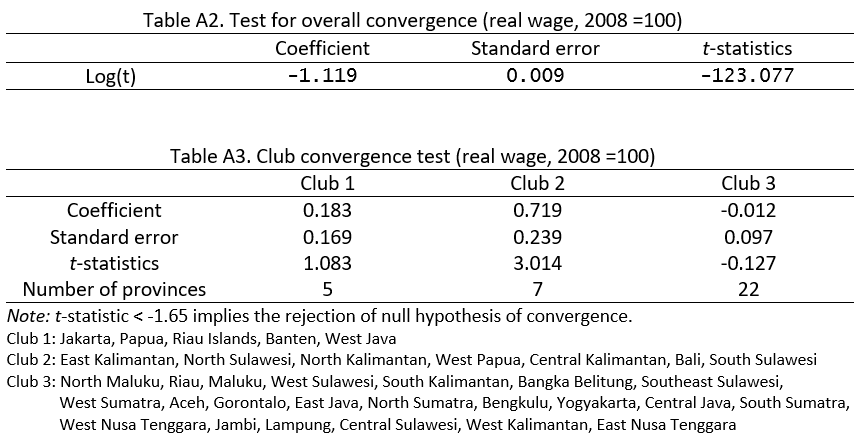 Table A2. Test for overall convergence (real wage, 2008 =100)
Coefficient Standard error t-statistics
Log(t) −1.119 0.009 −123.077
Table A3. Club convergence test (real wage, 2008 =100)
Club 1 Club 2 Club 3
Coefficient 0.183 0.719 -0.012
Standard error 0.169 0.239 0.097
t-statistics 1.083 3.014 -0.127
Number of provinces 5 7 22
Note: t-statistic < -1.65 implies the rejection of null hypothesis of convergence.
Club 1: Jakarta, Papua, Riau Islands, Banten, West Java
Club 2: East Kalimantan, North Sulawesi, North Kalimantan, West Papua, Central Kalimantan, Bali, South Sulawesi
Club 3: North Maluku, Riau, Maluku, West Sulawesi, South Kalimantan, Bangka Belitung, Southeast Sulawesi,
West Sumatra, Aceh, Gorontalo, East Java, North Sumatra, Bengkulu, Yogyakarta, Central Java, South Sumatra,
West Nusa Tenggara, Jambi, Lampung, Central Sulawesi, West Kalimantan, East Nusa Tenggara